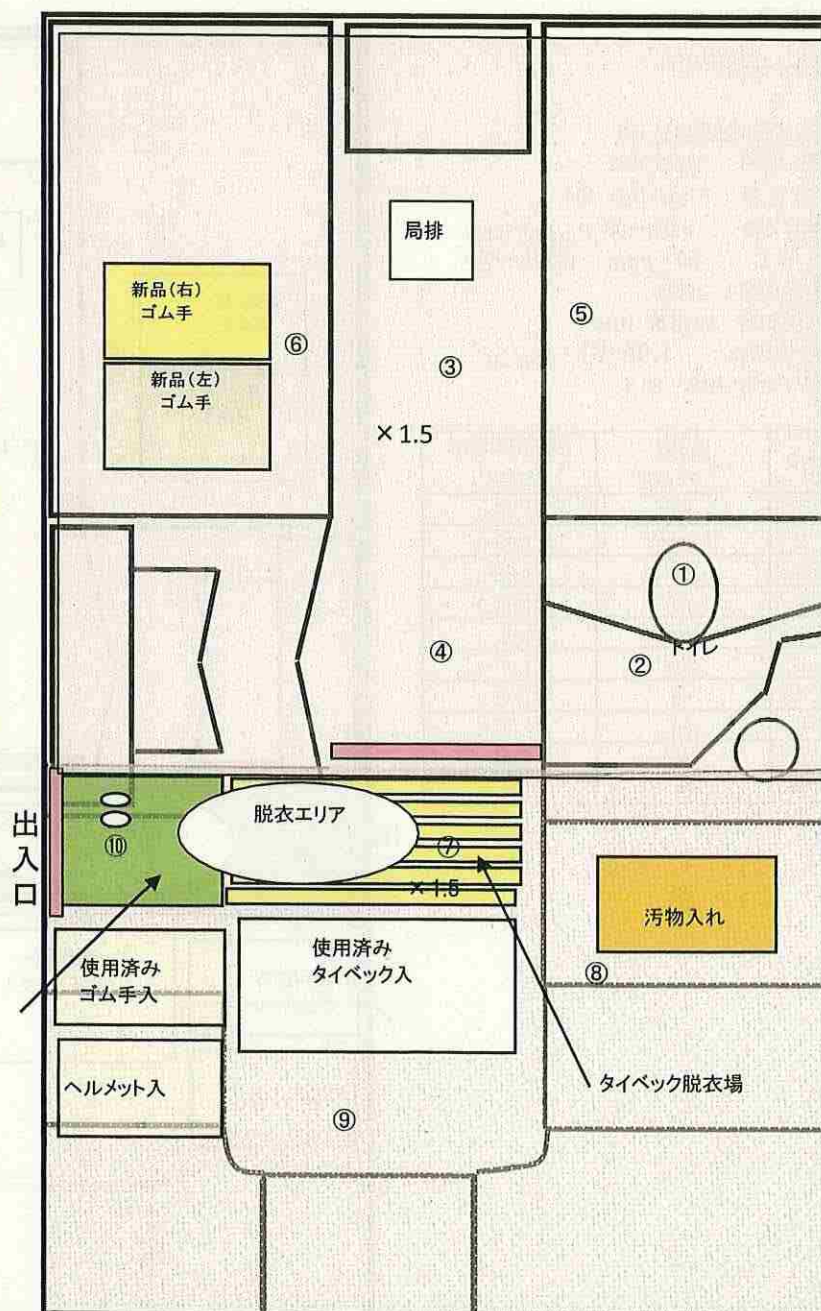 局排
新品(右)
ゴム手
⑥
⑤
③
新品(左)
ゴム手
×1.5
①
④
②
トイレ
出入口
脱衣エリア
⑩
⑦
×1.5
汚物入れ
使用済み
ゴム手入
使用済み
タイベック入
⑧
ヘルメット入
タイベック脱衣場
⑨